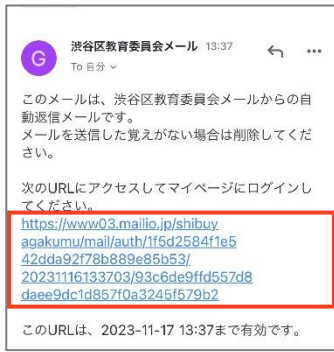 渋谷区教育委員会メール 13:37
G
To 自分
このメールは、渋谷区教育委員会メールからの自
動返信メールです。
メールを送信した覚えがない場合は削除してくだ
さい。
次のURLにアクセスしてマイページにログインし
てください。
https://www03.mailio.jp/shibuy
agakumu/mail/auth/1f5d2584f1e5
42dda92f78b889e85b53/
20231116133703/93c6de9ffd557d8
daee9dc1d857f0a3245f579b2
このURLは、2023-11-17 13:37まで有効です。